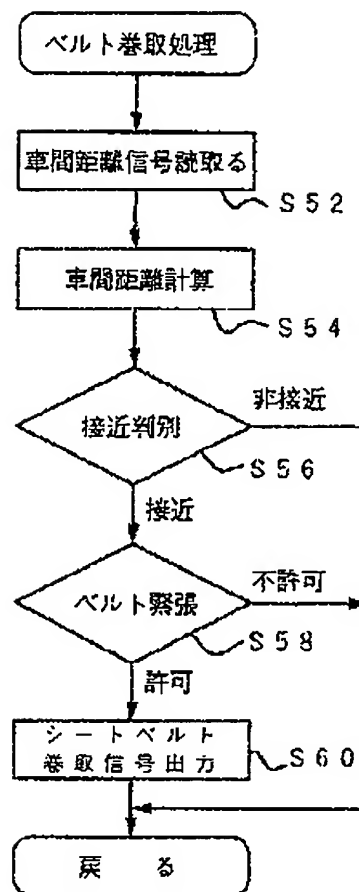 ベルト巻取処理
車間距離信号読取る
S52
車間距離計算
S54
接近判別
非接近
S56
接近
ベルト緊張
不許可
S58
許可
シートベルト
巻取信号出力
S60
戻る